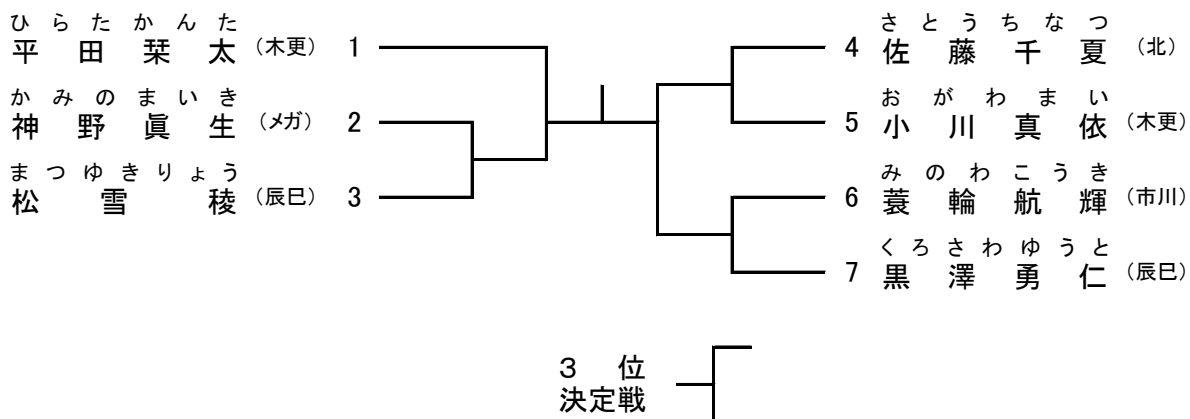 ひらたかんた
平田栞太（木更） 1
かみのまいき
神野眞生（メガ） 2
まつゆきりょう
松雪稜（辰巳） 3
さとうちなつ
4 佐藤千夏（北）
おがわまい
5 小川真依（木更）
みのわこうき
6 蓑輪航輝（市川）
くろさわゆうと
7 黒澤勇仁（辰巳）
3位
決定戦